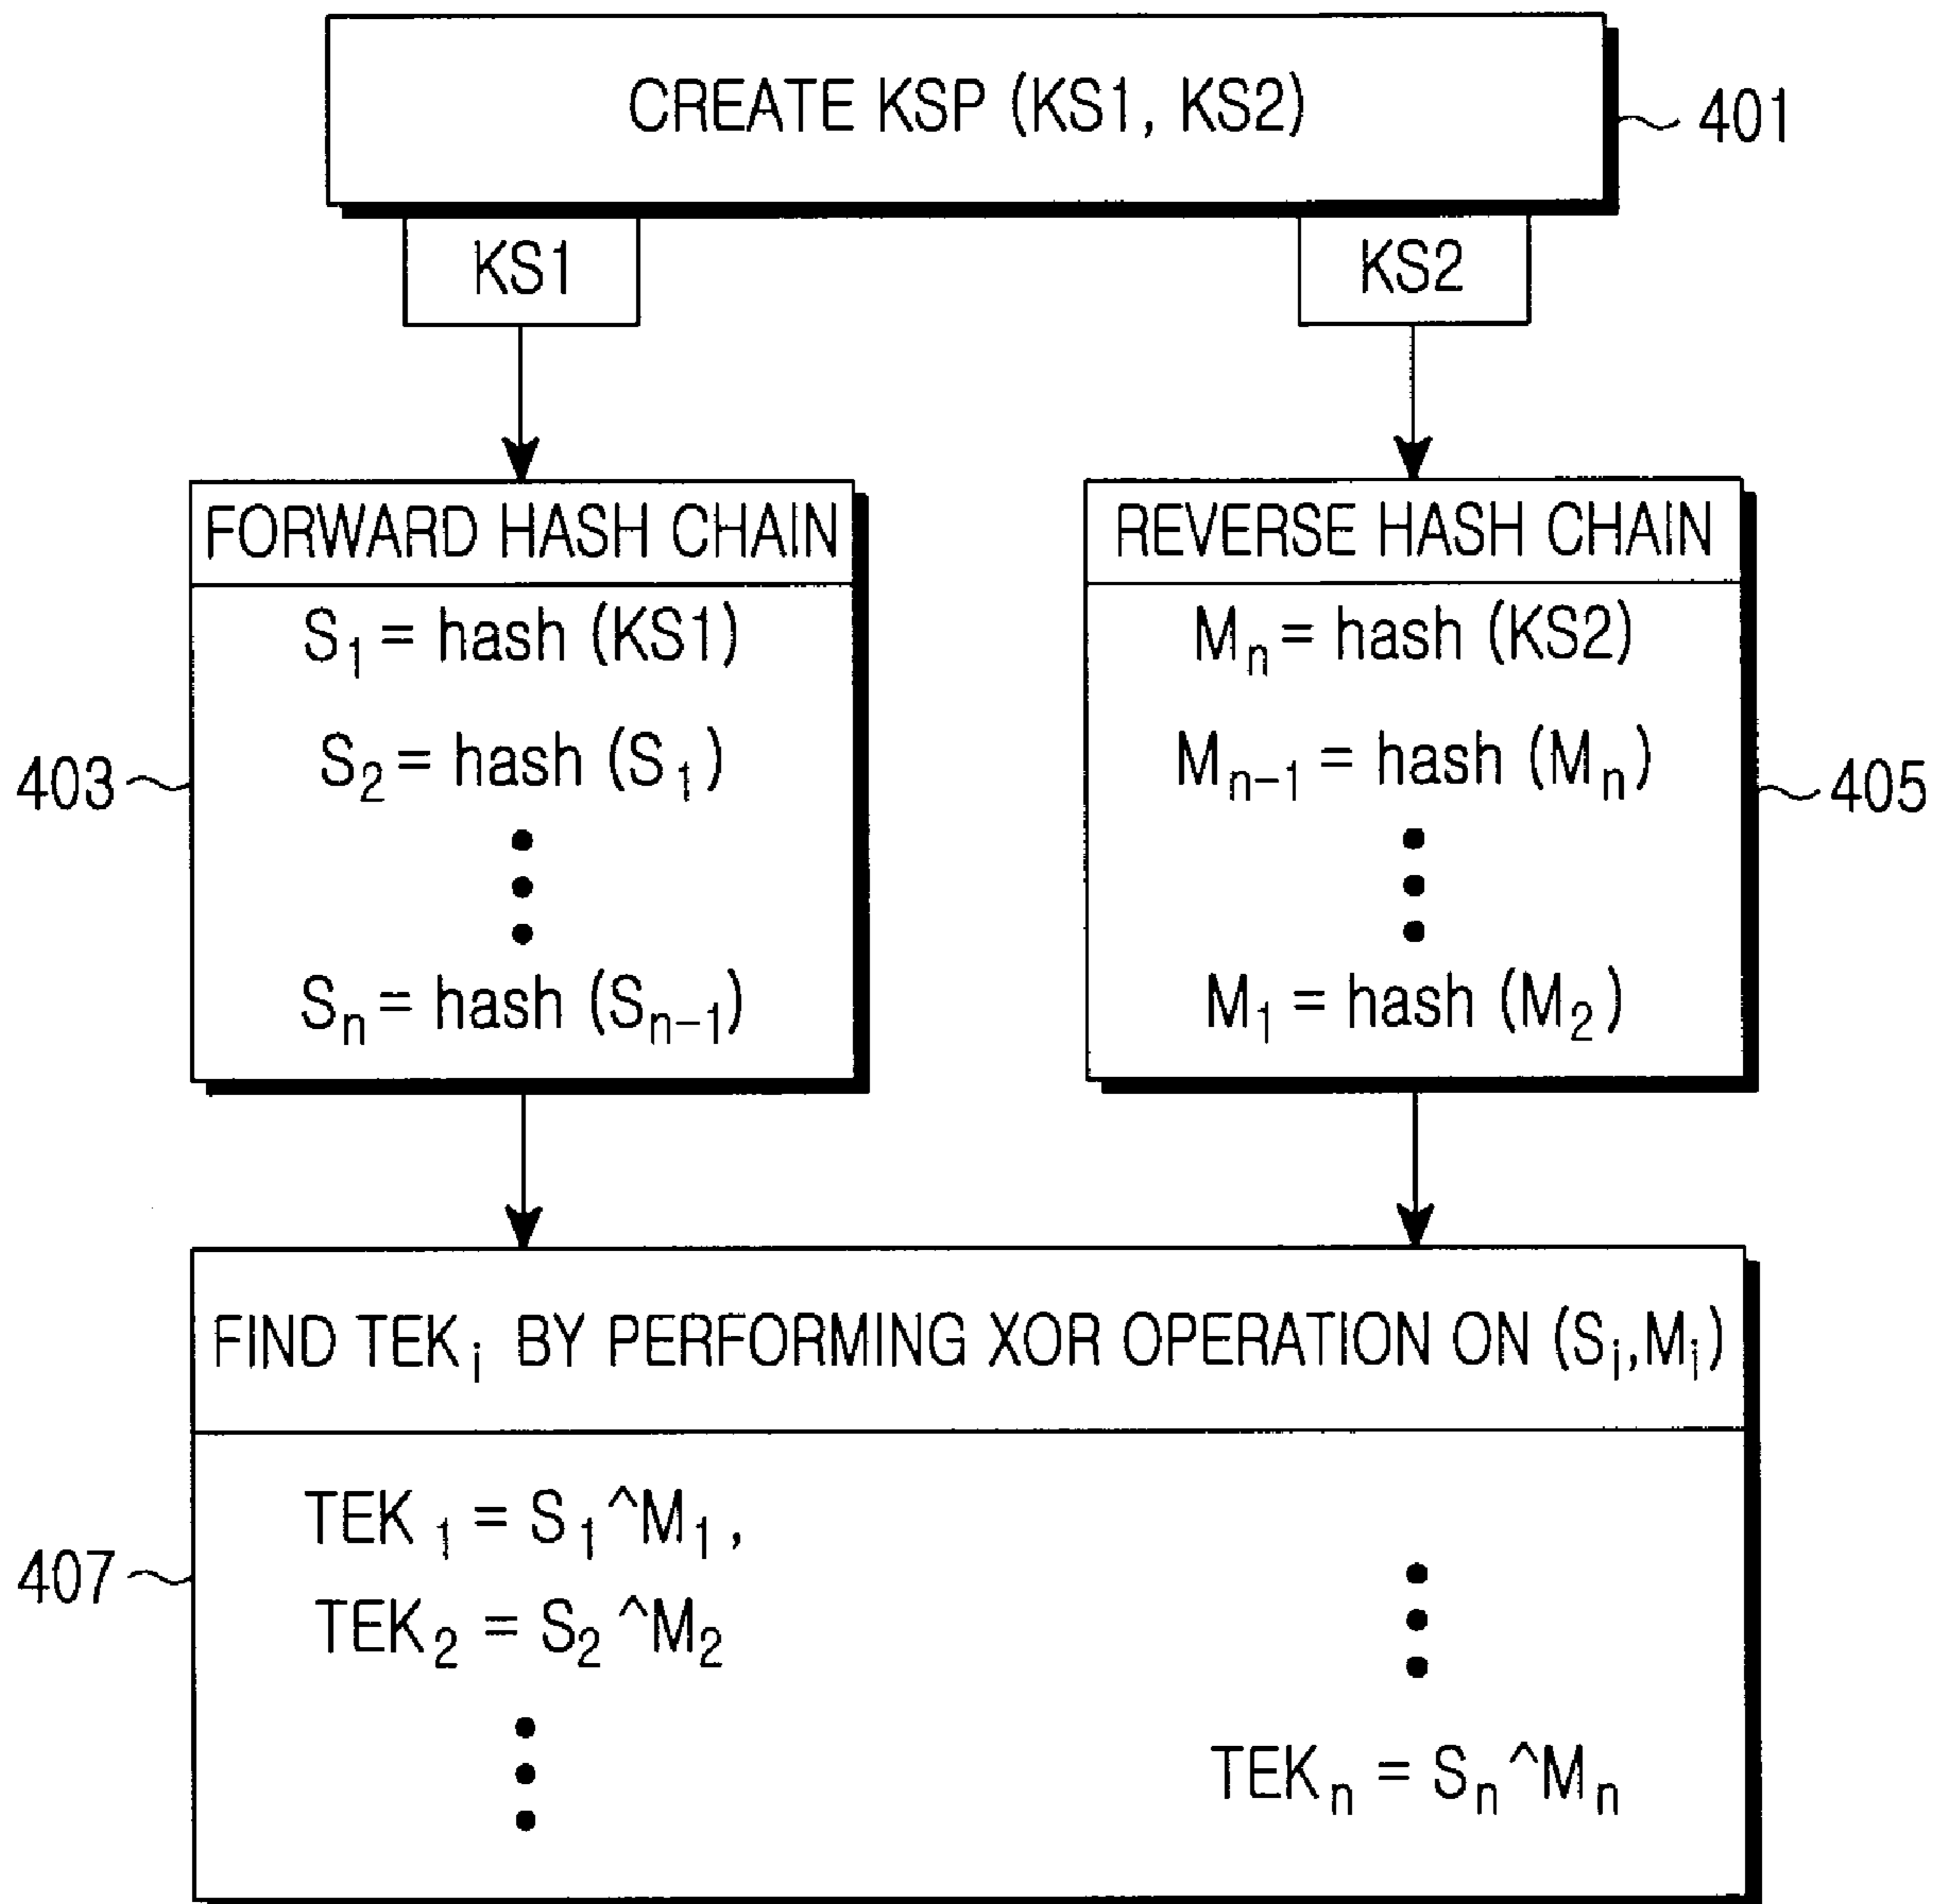 CREATE KSP (KS1, KS2)
401
KS1
KS2
FORWARD HASH CHAIN
S₁ = hash (KS1)
S₂ = hash (S₁)
Sₙ = hash (Sₙ₋₁)
403
REVERSE HASH CHAIN
Mₙ = hash (KS2)
Mₙ₋₁ = hash (Mₙ)
M₁ = hash (M₂)
405
FIND TEKᵢ BY PERFORMING XOR OPERATION ON (Sᵢ,Mᵢ)
TEK₁ = S₁^M₁,
TEK₂ = S₂^M₂
TEKₙ = Sₙ^Mₙ
407